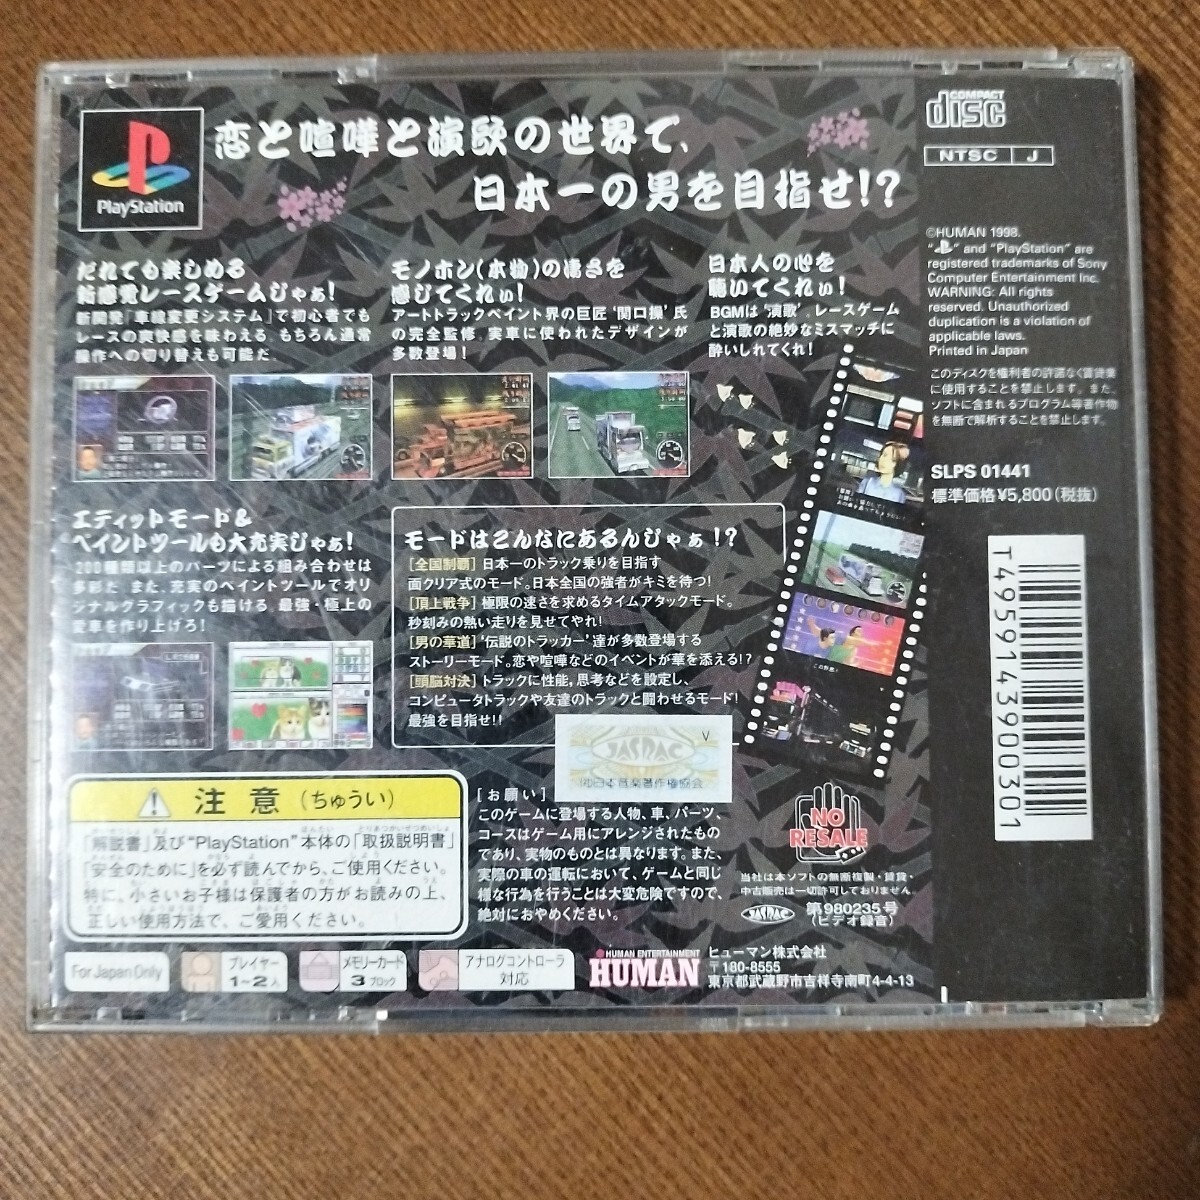 恋と喧嘩と演歌の世界で、
日本一の男を目指せ!?
PlayStation
COMPACT
disc
NTSC J
©HUMAN 1998.
“ ” and “PlayStation” are
registered trademarks of Sony
Computer Entertainment Inc.
WARNING: All rights
reserved. Unauthorized
duplication is a violation of
applicable laws.
Printed in Japan
このディスクを権利者の許諾なく賃貸業
に使用することを禁止します。また、
ソフトに含まれるプログラム等著作物
を無断で解析することを禁止します。
SLPS 01441
標準価格¥5,800(税抜)
T4959143900301
だれでも楽しめる
新感覚レースゲームじゃぁ!
新開発「車線変更システム」で初心者でも
レースの爽快感を味わえる。もちろん通常
操作への切り替えも可能だ。
モノホン(本物)の凄さを
感じてくれぃ!
アートトラックペイント界の巨匠‘関口操’氏
の完全監修。実車に使われたデザインが
多数登場!
日本人の心を
聴いてくれぃ!
BGMは‘演歌’。レースゲーム
と演歌の絶妙なミスマッチに
酔いしれてくれ!
エディットモード&
ペイントツールも大充実じゃぁ!
200種類以上のパーツによる組み合わせは
多彩だ。また、充実のペイントツールでオリ
ジナルグラフィックも描ける。最強・極上の
愛車を作り上げろ!
モードはこんなにあるんじゃぁ!?
[全国制覇] 日本一のトラック乗りを目指す
面クリア式のモード。日本全国の強者がキミを待つ!
[頂上戦争] 極限の速さを求めるタイムアタックモード。
秒刻みの熱い走りを見せてやれ!
[男の華道] ‘伝説のトラッカー’達が多数登場する
ストーリーモード。恋や喧嘩などのイベントが華を添える!?
[頭脳対決] トラックに性能,思考などを設定し、
コンピュータトラックや友達のトラックと闘わせるモード!
最強を目指せ!!
JASRAC
V
(社)日本音楽著作権協会
注意(ちゅうい)
「解説書」及び“PlayStation”本体の「取扱説明書」
「安全のために」を必ず読んでから、ご使用ください。
特に、小さいお子様は保護者の方がお読みの上、
正しい使用方法で、ご愛用ください。
[お願い]
このゲームに登場する人物、車、パーツ、
コースはゲーム用にアレンジされたもの
であり、実物のものとは異なります。また、
実際の車の運転において、ゲームと同じ
様な行為を行うことは大変危険ですので、
絶対におやめください。
NO
RESALE
当社は本ソフトの無断複製・賃貸・
中古販売は一切許可しておりません。
JASRAC
第980235号
(ビデオ録音)
For Japan Only
プレイヤー
1~2人
メモリーカード
3 ブロック
アナログコントローラ
対応
HUMAN ENTERTAINMENT
HUMAN
ヒューマン株式会社
〒180-8555
東京都武蔵野市吉祥寺南町4-4-13